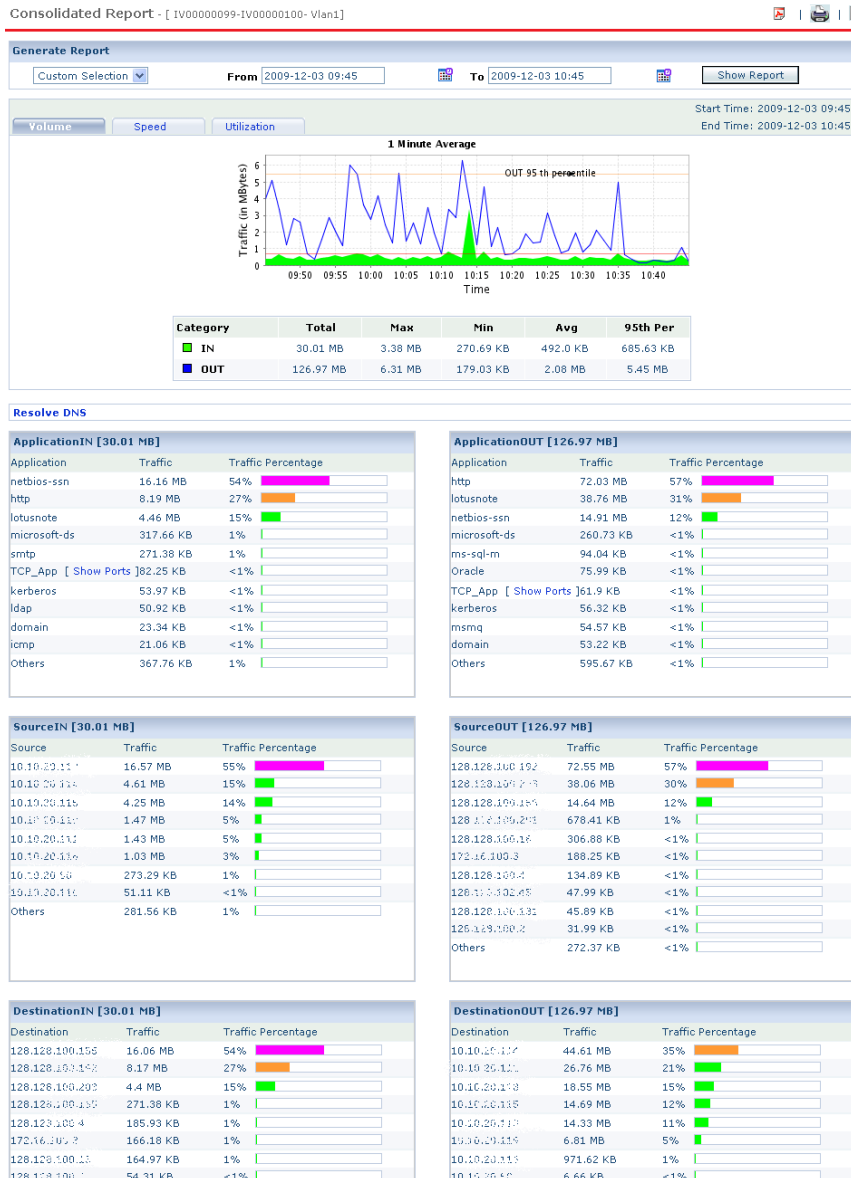 Consolidated Report - [ IV00000099-IV00000100- Vlan1]
Generate Report
Custom Selection From 2009-12-03 09:45 To 2009-12-03 10:45 Show Report
Start Time: 2009-12-03 09:45
Volume Speed Utilization End Time: 2009-12-03 10:45
1 Minute Average
Traffic (in MBytes)
6
5
4
3
2
1
0
OUT 95 th percentile
09:50 09:55 10:00 10:05 10:10 10:15 10:20 10:25 10:30 10:35 10:40
Time
Category Total Max Min Avg 95th Per
IN 30.01 MB 3.38 MB 270.69 KB 492.0 KB 685.63 KB
OUT 126.97 MB 6.31 MB 179.03 KB 2.08 MB 5.45 MB
Resolve DNS
ApplicationIN [30.01 MB]
Application Traffic Traffic Percentage
netbios-ssn 16.16 MB 54%
http 8.19 MB 27%
lotusnote 4.46 MB 15%
microsoft-ds 317.66 KB 1%
smtp 271.38 KB 1%
TCP_App [ Show Ports ]82.25 KB <1%
kerberos 53.97 KB <1%
ldap 50.92 KB <1%
domain 23.34 KB <1%
icmp 21.06 KB <1%
Others 367.76 KB 1%
ApplicationOUT [126.97 MB]
Application Traffic Traffic Percentage
http 72.03 MB 57%
lotusnote 38.76 MB 31%
netbios-ssn 14.91 MB 12%
microsoft-ds 260.73 KB <1%
ms-sql-m 94.04 KB <1%
Oracle 75.99 KB <1%
TCP_App [ Show Ports ]61.9 KB <1%
kerberos 56.32 KB <1%
msmq 54.57 KB <1%
domain 53.22 KB <1%
Others 595.67 KB <1%
SourceIN [30.01 MB]
Source Traffic Traffic Percentage
16.57 MB 55%
4.61 MB 15%
4.25 MB 14%
1.47 MB 5%
1.43 MB 5%
1.03 MB 3%
273.29 KB 1%
51.11 KB <1%
Others 281.56 KB 1%
SourceOUT [126.97 MB]
Source Traffic Traffic Percentage
72.55 MB 57%
38.06 MB 30%
14.64 MB 12%
678.41 KB 1%
306.88 KB <1%
188.25 KB <1%
134.89 KB <1%
47.99 KB <1%
45.89 KB <1%
31.99 KB <1%
Others 272.37 KB <1%
DestinationIN [30.01 MB]
Destination Traffic Traffic Percentage
16.06 MB 54%
8.17 MB 27%
4.4 MB 15%
271.38 KB 1%
185.93 KB 1%
166.18 KB 1%
164.97 KB 1%
54.31 KB <1%
DestinationOUT [126.97 MB]
Destination Traffic Traffic Percentage
44.61 MB 35%
26.76 MB 21%
18.55 MB 15%
14.69 MB 12%
14.33 MB 11%
6.81 MB 5%
971.62 KB 1%
6.66 KB <1%